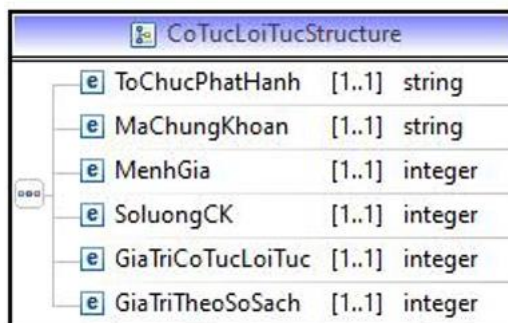 CoTucLoiTucStructure
e ToChucPhatHanh [1..1] string
e MaChungKhoan [1..1] string
e MenhGia [1..1] integer
e SoluongCK [1..1] integer
e GiaTriCoTucLoiTuc [1..1] integer
e GiaTriTheoSoSach [1..1] integer